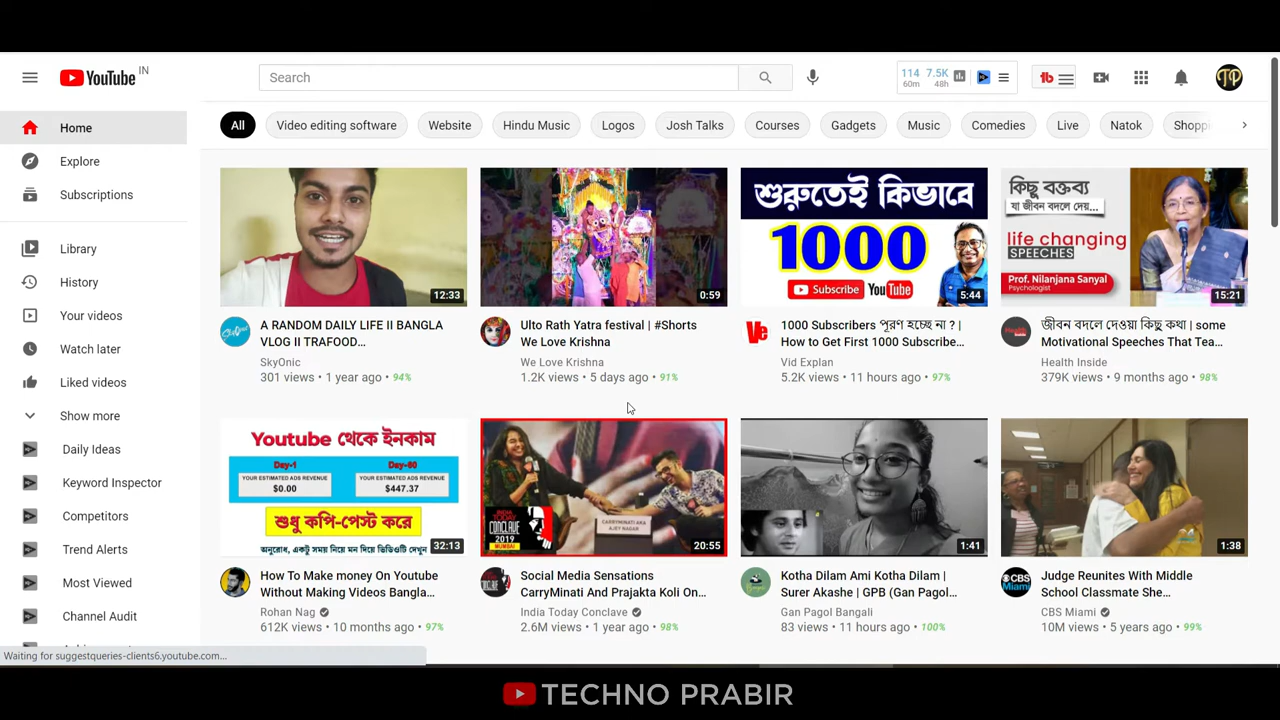 YouTube IN
Search
114 7.5K
60m 48h
Home
Explore
Subscriptions
Library
History
Your videos
Watch later
Liked videos
Show more
Daily Ideas
Keyword Inspector
Competitors
Trend Alerts
Most Viewed
Channel Audit
All Video editing software Website Hindu Music Logos Josh Talks Courses Gadgets Music Comedies Live Natok Shoppi
12:33
0:59
শুরুতেই কিভাবে
1000
Subscribe YouTube
5:44
কিছু বক্তব্য
যা জীবন বদলে দেয়...
life changing
SPEECHES
Prof. Nilanjana Sanyal
Psychologist
15:21
A RANDOM DAILY LIFE II BANGLA
VLOG II TRAFOOD...
SkyOnic
301 views • 1 year ago • 94%
Ulto Rath Yatra festival | #Shorts
We Love Krishna
We Love Krishna
1.2K views • 5 days ago • 91%
Ve
1000 Subscribers পূরণ হচ্ছে না ? |
How to Get First 1000 Subscribe...
Vid Explan
5.2K views • 11 hours ago • 97%
জীবন বদলে দেওয়া কিছু কথা | some
Motivational Speeches That Tea...
Health Inside
379K views • 9 months ago • 98%
Youtube থেকে ইনকাম
Day-1 Day-60
YOUR ESTIMATED ADS REVENUE YOUR ESTIMATED ADS REVENUE
$0.00 $447.37
শুধু কপি-পেস্ট করে
অনুরোধ, একটু সময় নিয়ে মন দিয়ে ভিডিওটি দেখুন
32:13
INDIA TODAY
CONCLAVE
2019
MUMBAI
CARRYMINATI AKA
AJEY NAGAR
20:55
1:41
1:38
How To Make money On Youtube
Without Making Videos Bangla...
Rohan Nag
612K views • 10 months ago • 97%
Social Media Sensations
CarryMinati And Prajakta Koli On...
India Today Conclave
2.6M views • 1 year ago • 98%
Kotha Dilam Ami Kotha Dilam |
Surer Akashe | GPB (Gan Pagol...
Gan Pagol Bangali
83 views • 11 hours ago • 100%
CBS Miami
Judge Reunites With Middle
School Classmate She...
CBS Miami
10M views • 5 years ago • 99%
Waiting for suggestqueries-clients6.youtube.com...
TECHNO PRABIR